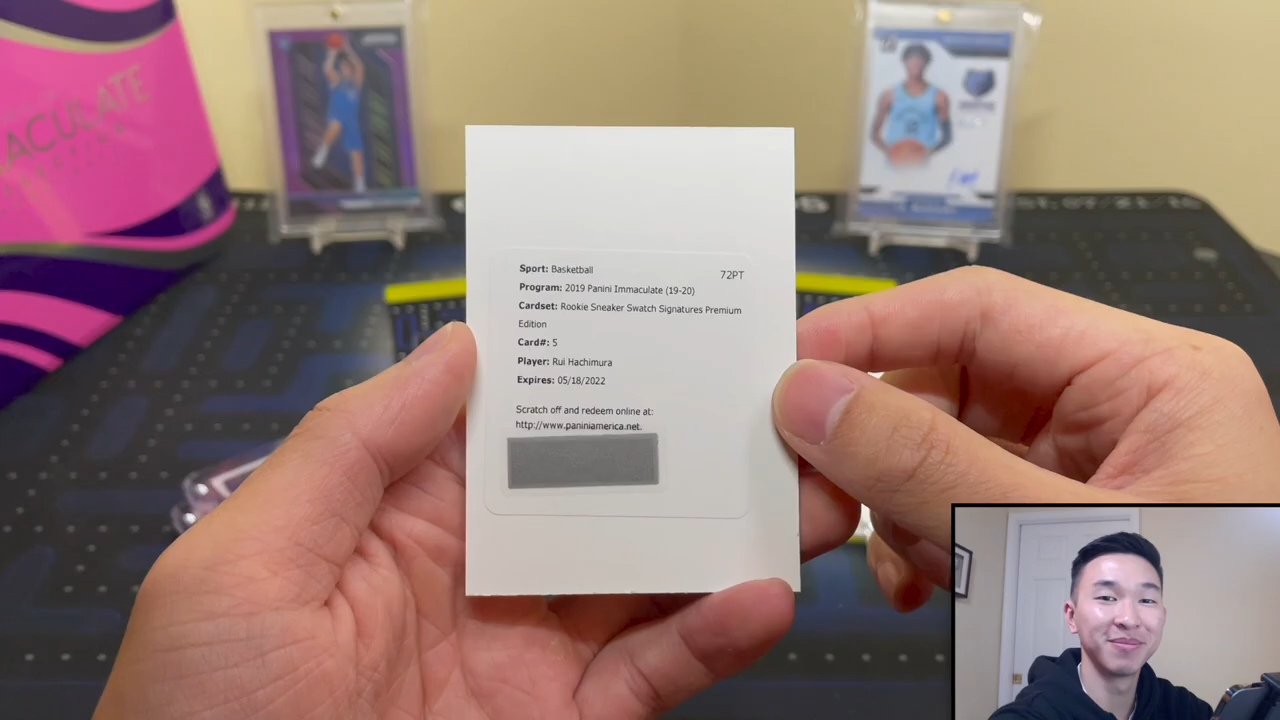 ACULATE
Sport: Basketball
72PT
Program: 2019 Panini Immaculate (19-20)
Cardset: Rookie Sneaker Swatch Signatures Premium
Edition
Card#: 5
Player: Rui Hachimura
Expires: 05/18/2022
Scratch off and redeem online at:
http://www.paniniamerica.net.